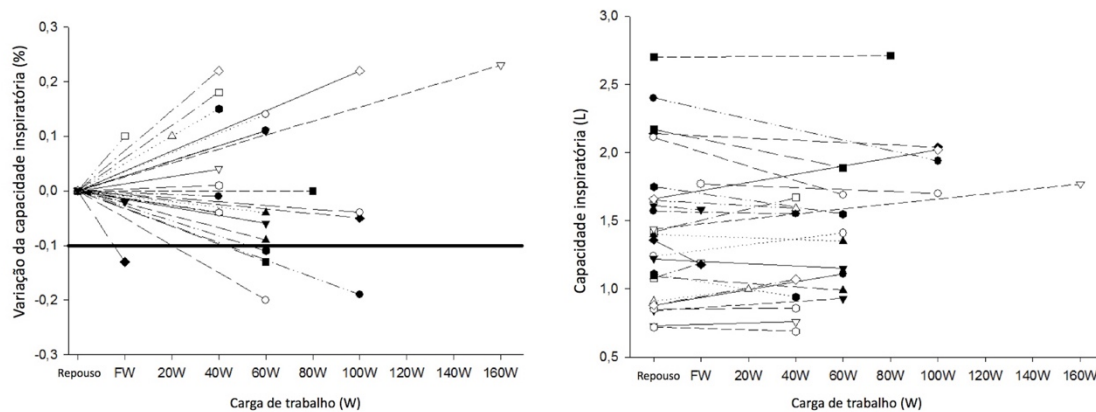 Variação da capacidade inspiratória (%)
0,3
0,2
0,1
0,0
-0,1
-0,2
-0,3
Repouso FW 20W 40W 60W 80W 100W 120W 140W 160W
Carga de trabalho (W)
Capacidade inspiratória (L)
3,0
2,5
2,0
1,5
1,0
0,5
Repouso FW 20W 40W 60W 80W 100W 120W 140W 160W
Carga de trabalho (W)